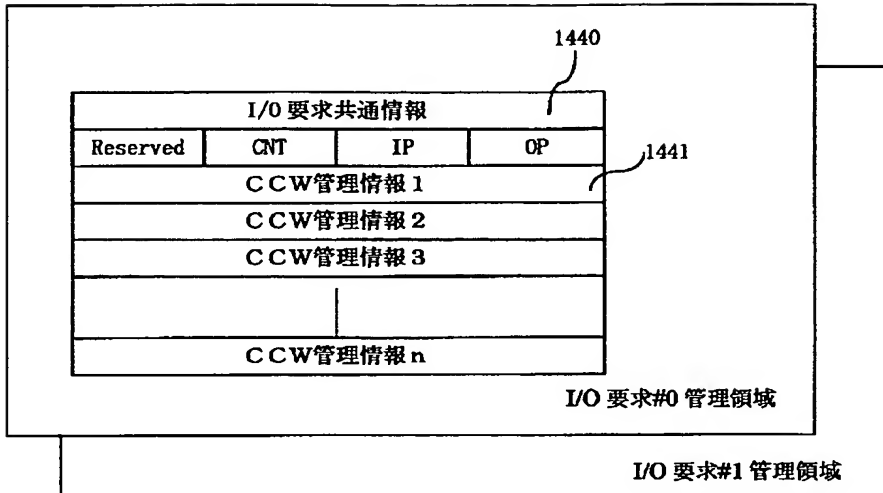 1440
I/O 要求共通情報
Reserved CNT IP OP
1441
CCW管理情報1
CCW管理情報2
CCW管理情報3
CCW管理情報n
I/O 要求#0 管理領域
I/O 要求#1 管理領域